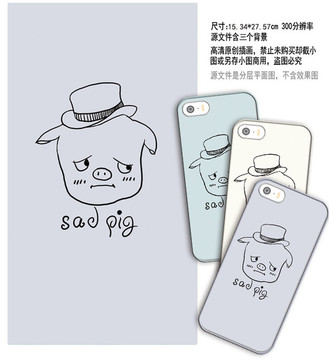 尺寸:15.34*27.57cm 300分辨率
源文件含三个背景
高清原创插画，禁止未购买却截小
图或另存小图商用，盗图必究
源文件是分层平面图，不含效果图
sad pig
sad
sad pig